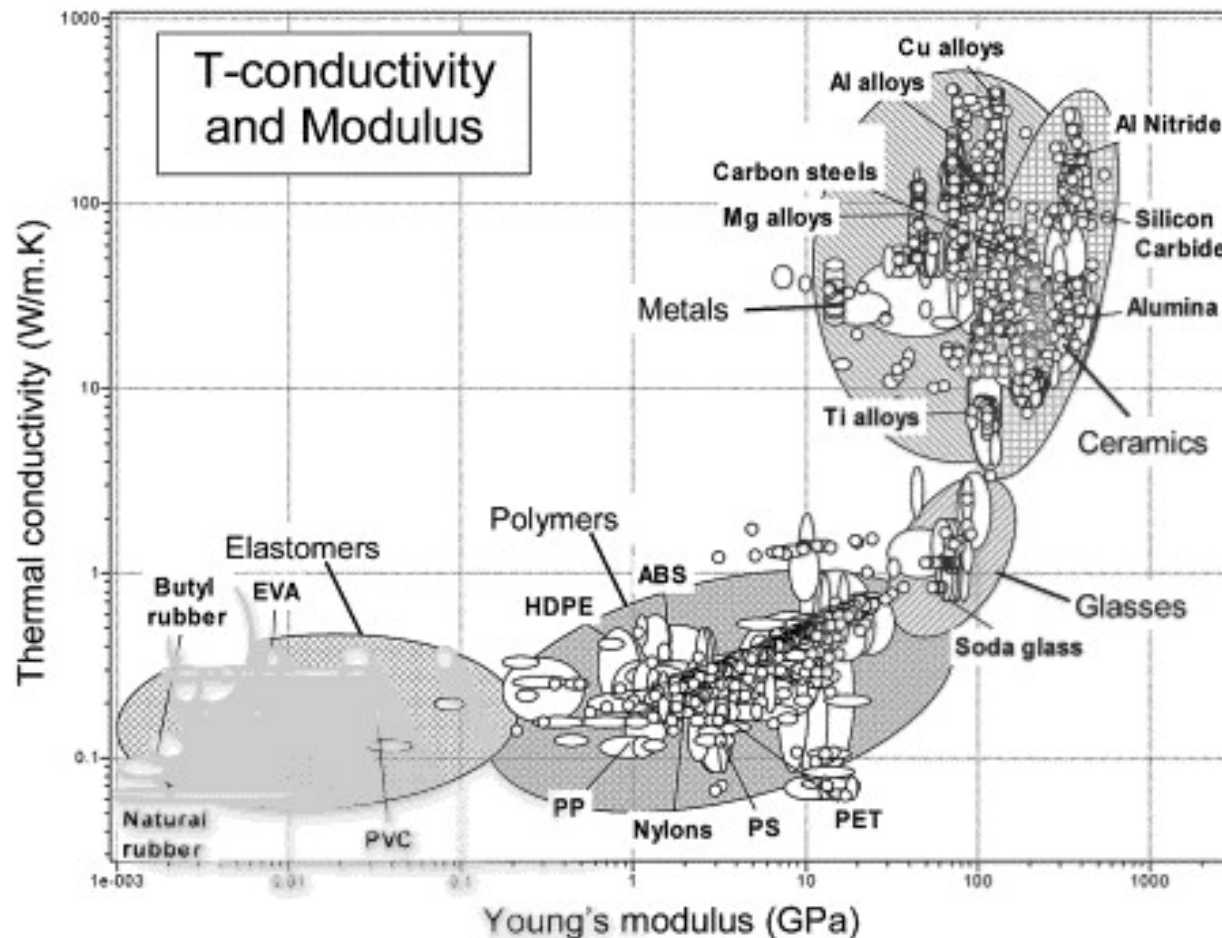 1000
T-conductivity
and Modulus
Cu alloys
Al alloys
Al Nitride
Carbon steels
100
Mg alloys
Silicon
Carbide
Metals
Alumina
10
Ti alloys
Ceramics
Thermal conductivity (W/m.K)
Polymers
Elastomers
1
Butyl
rubber
EVA
ABS
HDPE
Glasses
Soda glass
0.1
Natural
rubber
PVC
PP
Nylons
PS
PET
1e-003
0.01
0.1
1
10
100
1000
Young's modulus (GPa)